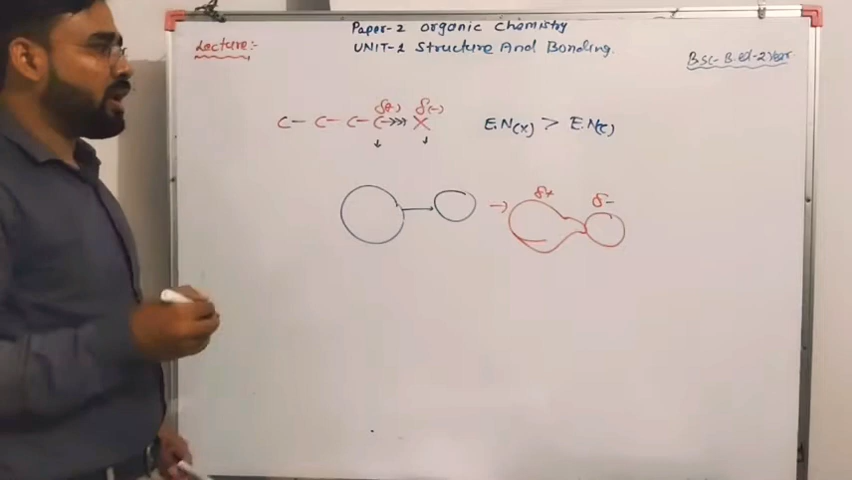 Paper-2 organic chemistry
Lecture:-
UNIT-1 Structure And Bonding.
BSC-B.ed-2Year
δ(+) δ(-)
C- C- C- C->>>> X
E.N(X) > E.N(C)
δ+ δ-